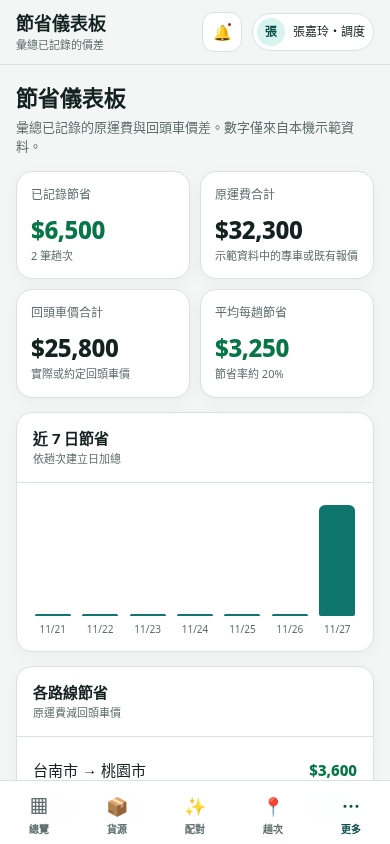 節省儀表板
彙總已記錄的價差
張
張嘉玲・調度
節省儀表板
彙總已記錄的原運費與回頭車價差。數字僅來自本機示範資
料。
已記錄節省
$6,500
2 筆趟次
原運費合計
$32,300
示範資料中的專車或既有報價
回頭車價合計
$25,800
實際或約定回頭車價
平均每趟節省
$3,250
節省率約 20%
近 7 日節省
依趟次建立日加總
11/21
11/22
11/23
11/24
11/25
11/26
11/27
各路線節省
原運費減回頭車價
台南市 → 桃園市
$3,600
總覽
貨源
配對
趟次
更多